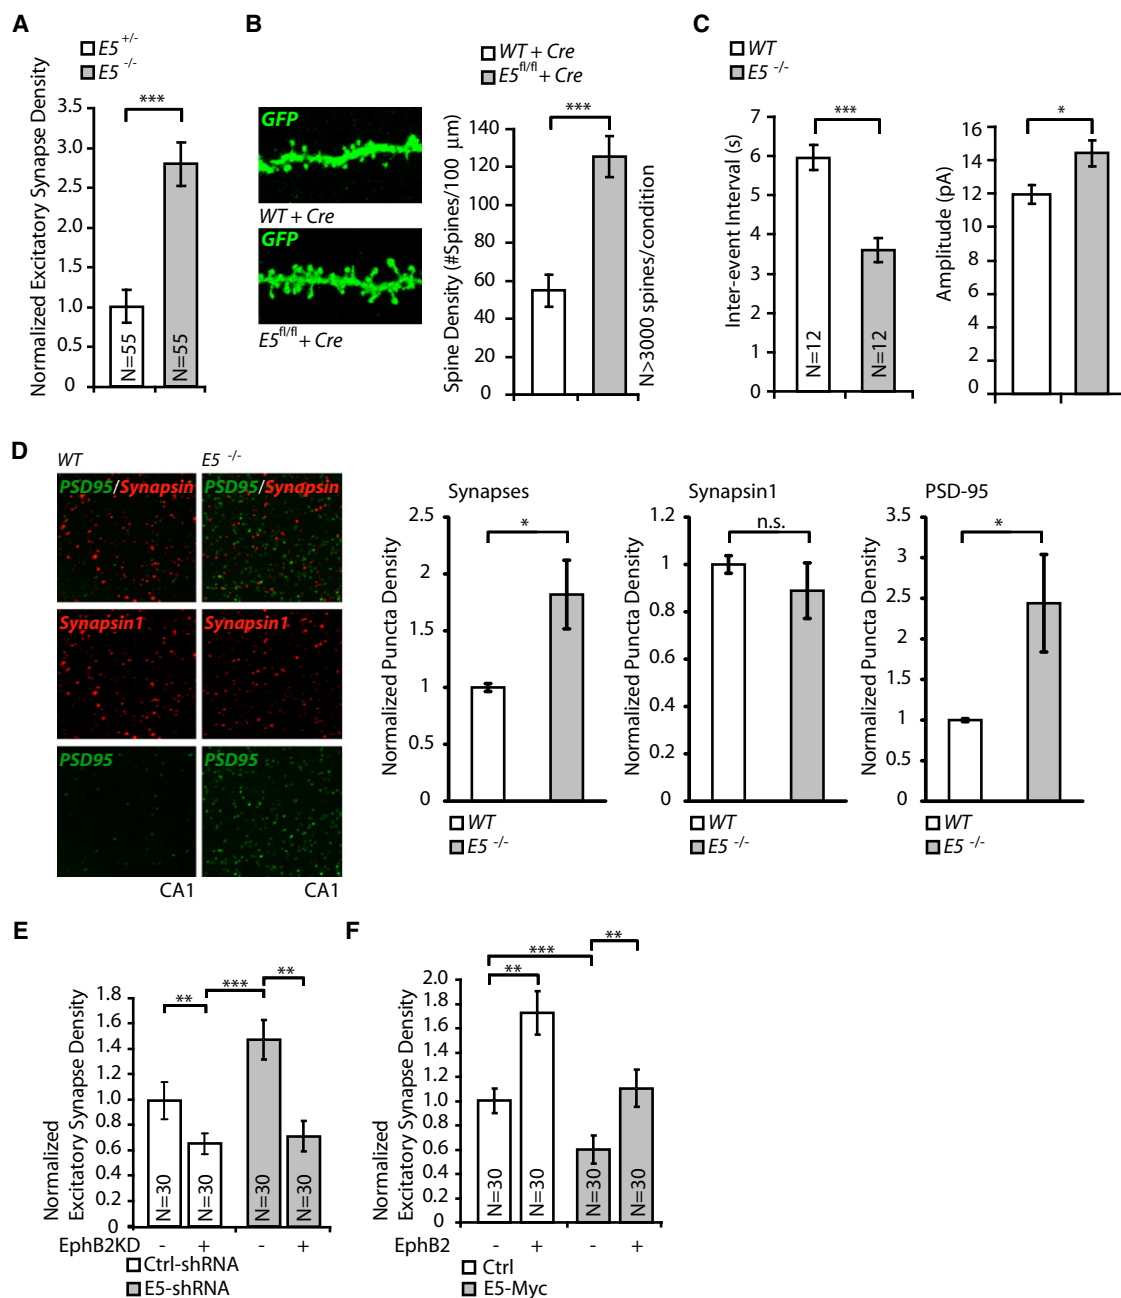 A
E5 +/-
E5 -/-
Normalized Excitatory Synapse Density
***
3.5
3.0
2.5
2.0
1.5
1.0
0.5
0
N=55
N=55
B
GFP
WT + Cre
GFP
E5fl/fl + Cre
WT + Cre
E5fl/fl + Cre
Spine Density (#Spines/100 μm)
***
140
120
100
80
60
40
20
0
N>3000 spines/condition
C
WT
E5 -/-
Inter-event Interval (s)
***
7
6
5
4
3
2
1
0
N=12
N=12
Amplitude (pA)
*
16
14
12
10
8
6
4
2
0
D
WT
E5 -/-
PSD95/Synapsin
PSD95/Synapsin
Synapsin1
Synapsin1
PSD95
PSD95
CA1
CA1
Synapses
Normalized Puncta Density
*
2.5
2
1.5
1
0.5
0
WT
E5 -/-
Synapsin1
Normalized Puncta Density
n.s.
1.2
1
0.8
0.6
0.4
0.2
0
WT
E5 -/-
PSD-95
Normalized Puncta Density
*
3.5
3
2.5
2
1.5
1
0.5
0
WT
E5 -/-
E
Normalized
Excitatory Synapse Density
** *** **
1.8
1.6
1.4
1.2
1.0
0.8
0.6
0.4
0.2
0
N=30
N=30
N=30
N=30
EphB2KD - + - +
Ctrl-shRNA
E5-shRNA
F
Normalized
Excitatory Synapse Density
**
***
**
2.0
1.8
1.6
1.4
1.2
1.0
0.8
0.6
0.4
0.2
0
N=30
N=30
N=30
N=30
EphB2 - + - +
Ctrl
E5-Myc